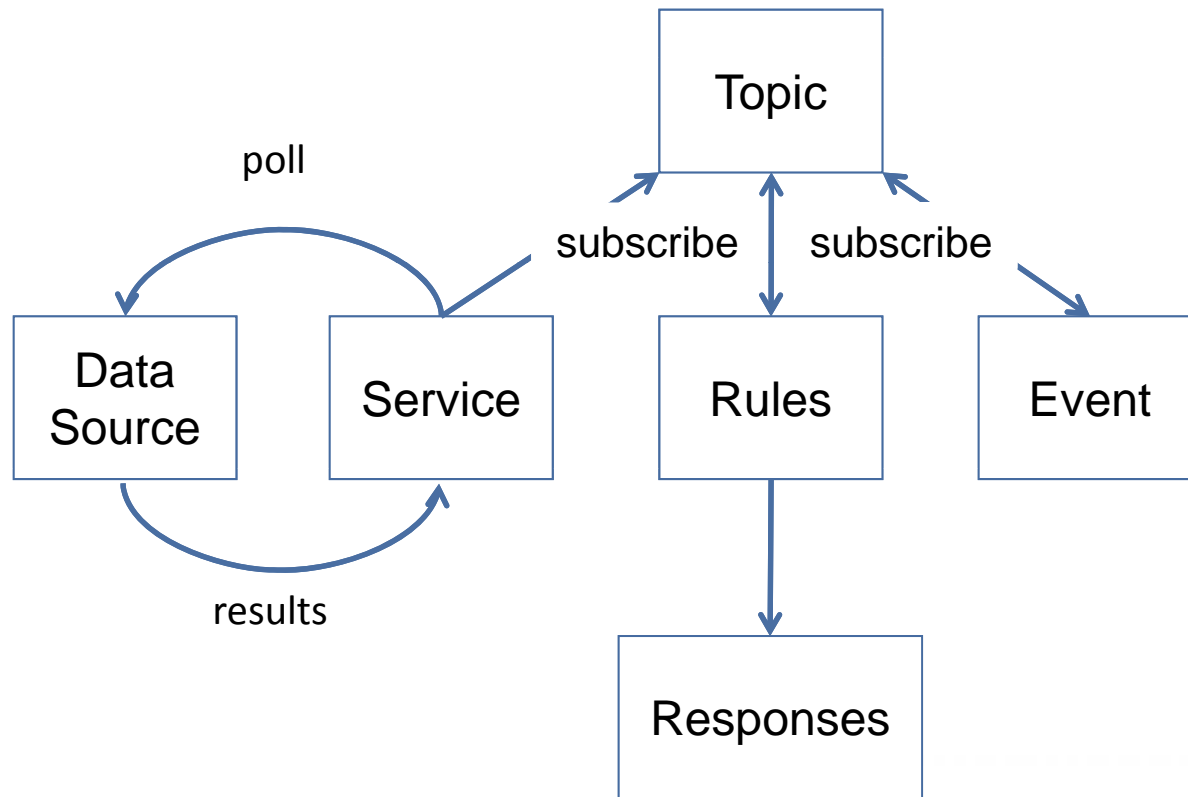 Topic
poll
subscribe
subscribe
Data
Source
Service
Rules
Event
results
Responses